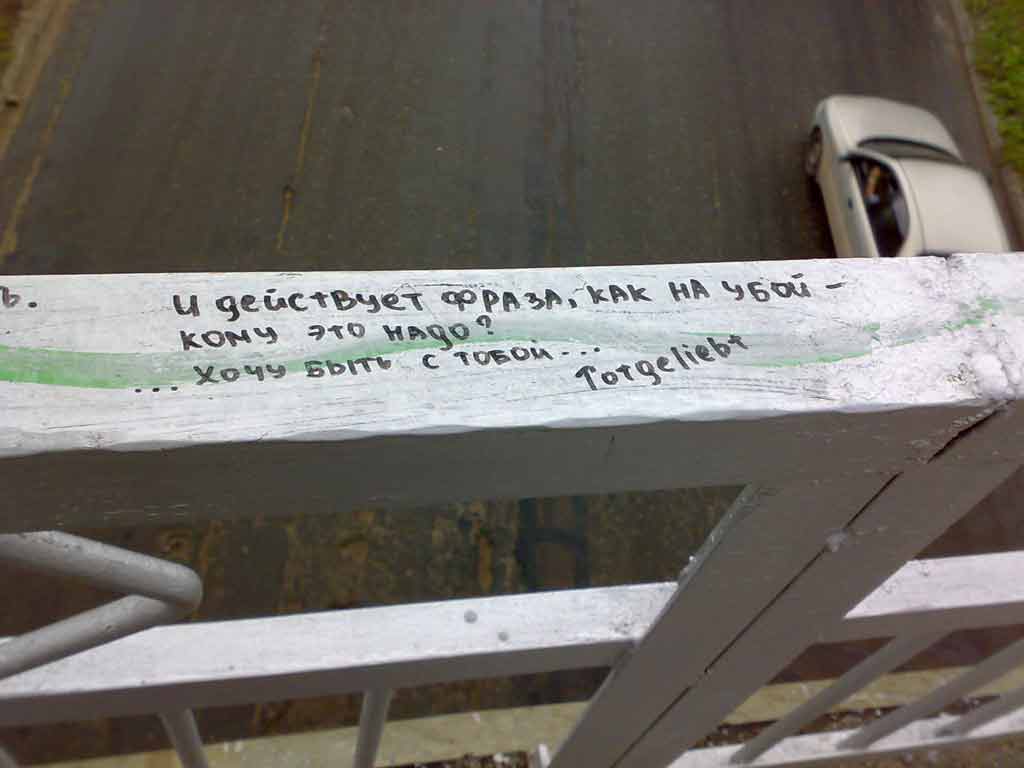 ь.
И действует фраза, как на убой -
кому это надо?
... хочу быть с тобой...
Totgeliebt